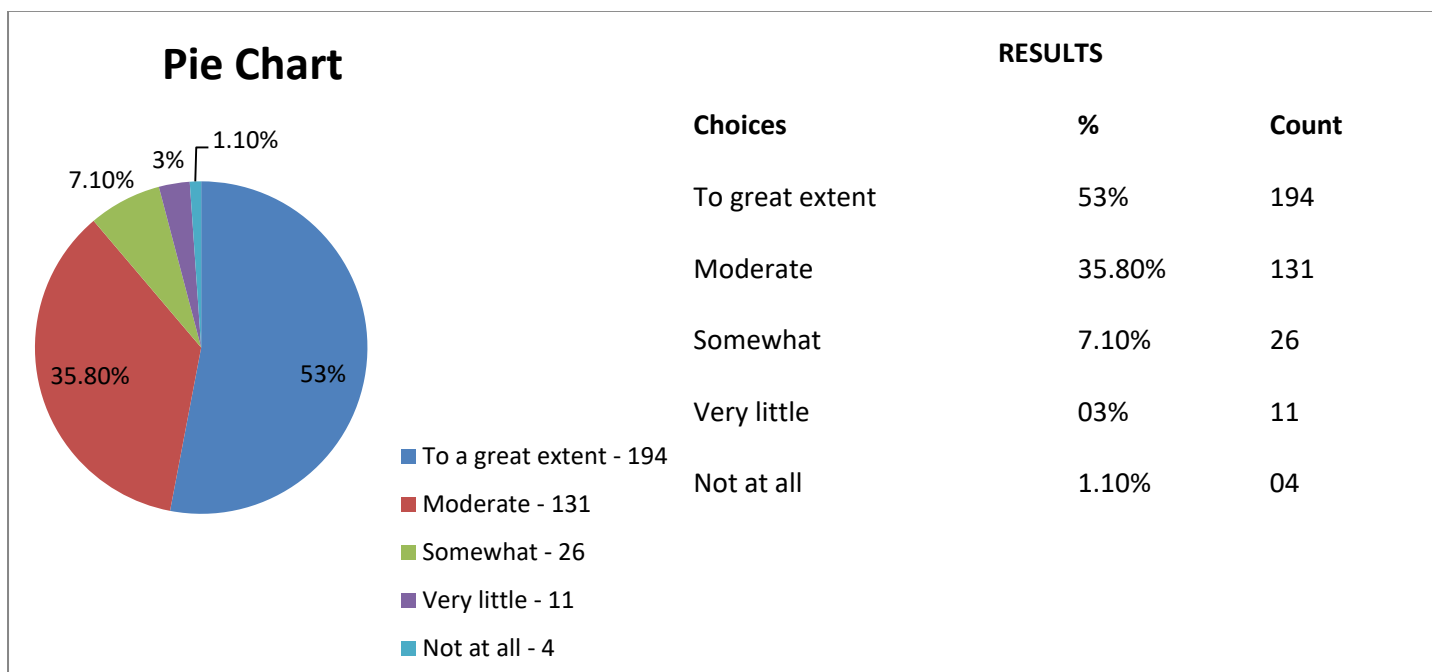 Pie Chart
1.10%
3%
7.10%
35.80%
53%
To a great extent - 194
Moderate - 131
Somewhat - 26
Very little - 11
Not at all - 4
RESULTS
Choices % Count
To great extent 53% 194
Moderate 35.80% 131
Somewhat 7.10% 26
Very little 03% 11
Not at all 1.10% 04